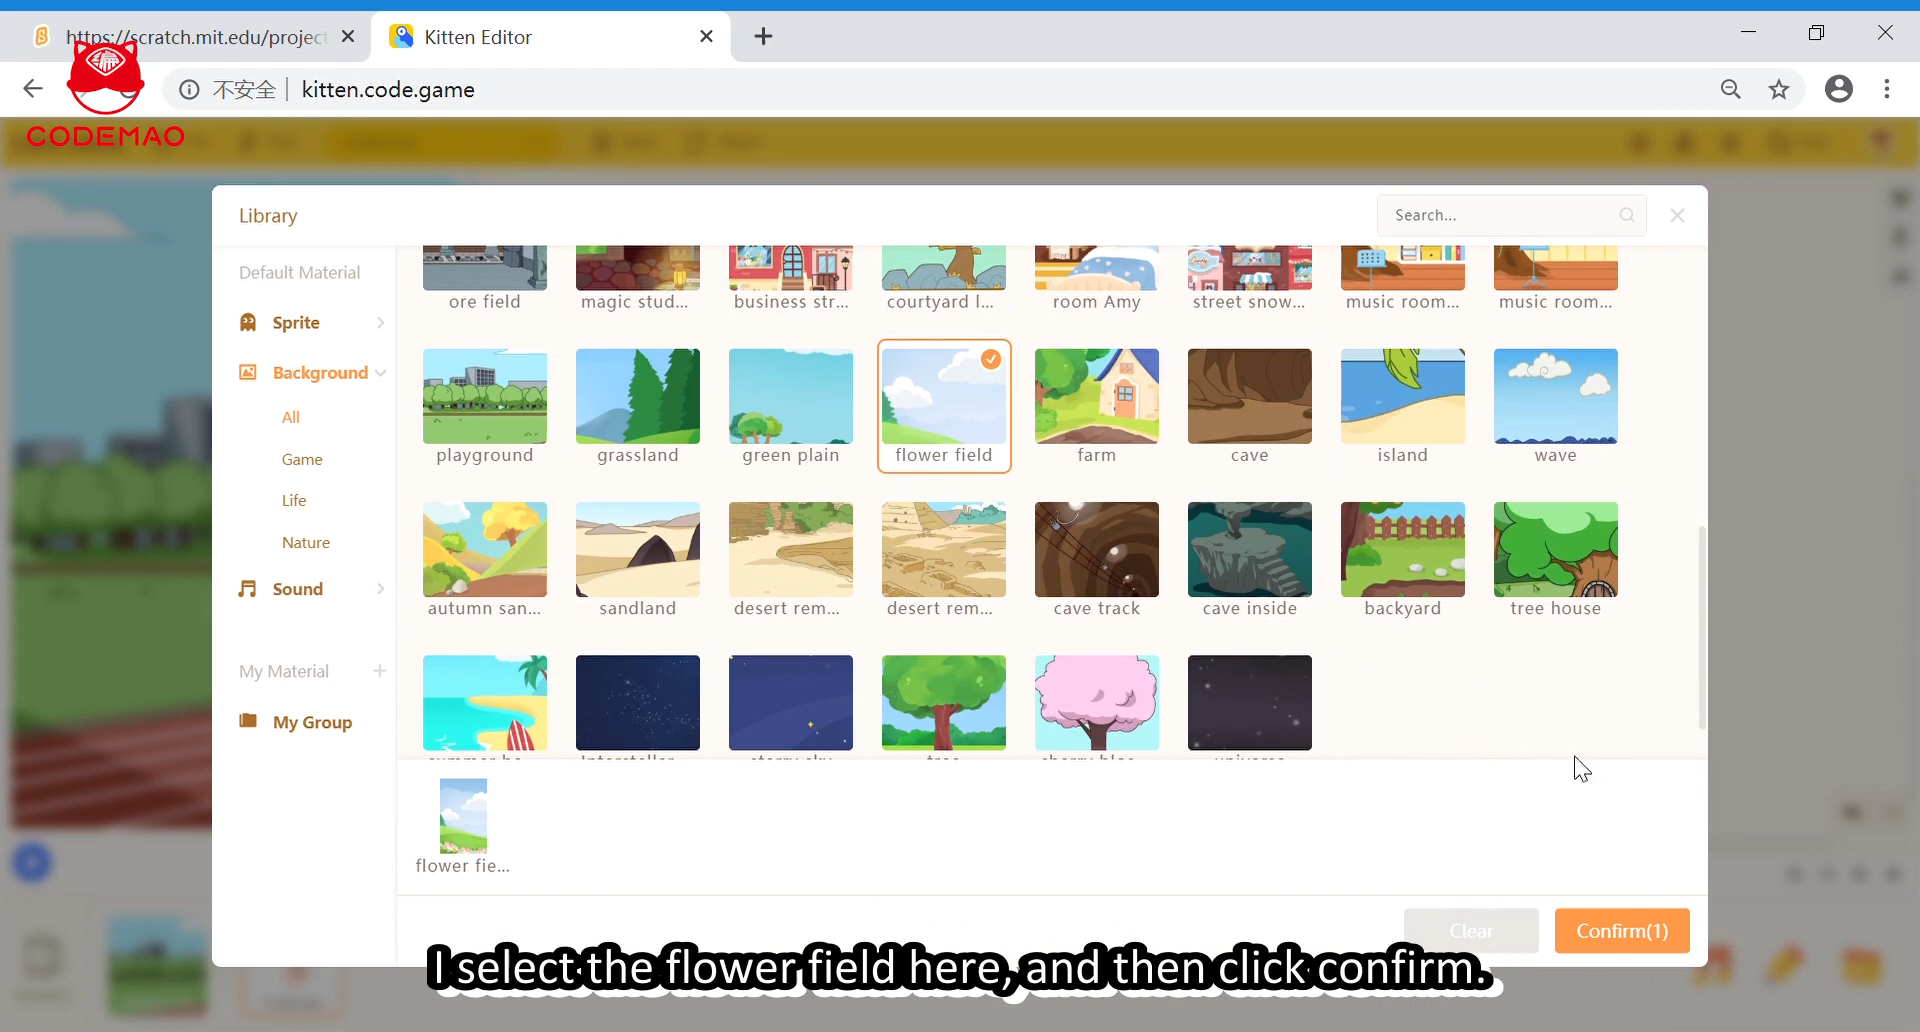 https://scratch.mit.edu/project
Kitten Editor
不安全
kitten.code.game
CODEMAO
Library
Search...
Default Material
Sprite
Background
All
Game
Life
Nature
Sound
My Material
My Group
ore field
magic stud...
business str...
courtyard l...
room Amy
street snow...
music room...
music room...
playground
grassland
green plain
flower field
farm
cave
island
wave
autumn san...
sandland
desert rem...
desert rem...
cave track
cave inside
backyard
tree house
flower fie...
Clear
Confirm(1)
I select the flower field here, and then click confirm.